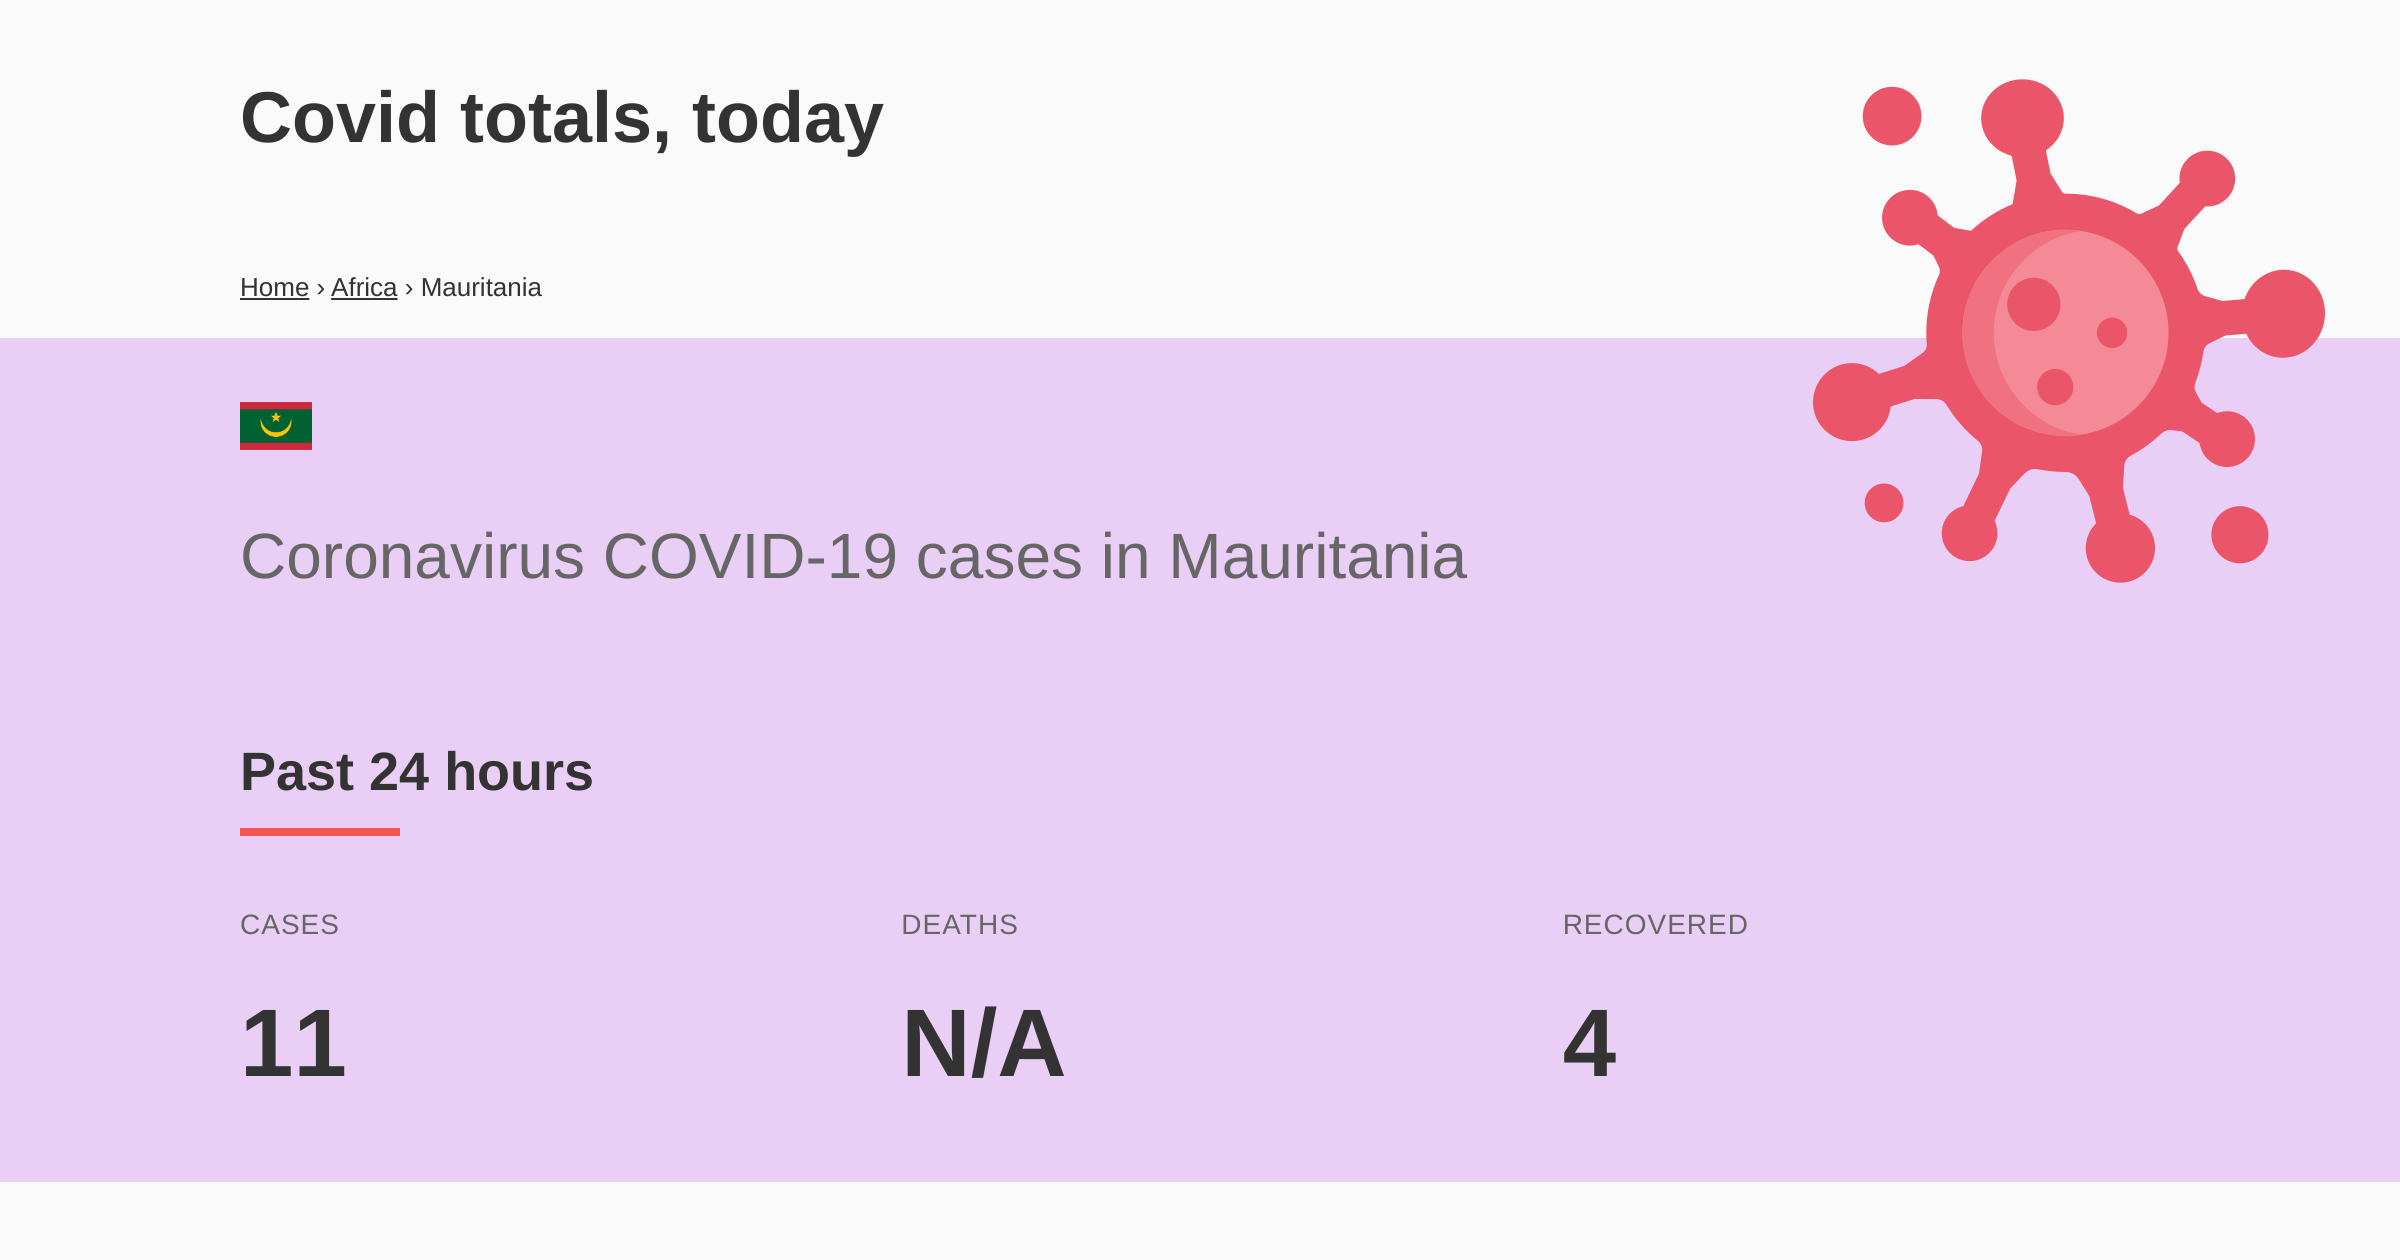 Covid totals, today
Home › Africa › Mauritania
Coronavirus COVID-19 cases in Mauritania
Past 24 hours
CASES
DEATHS
RECOVERED
11
N/A
4